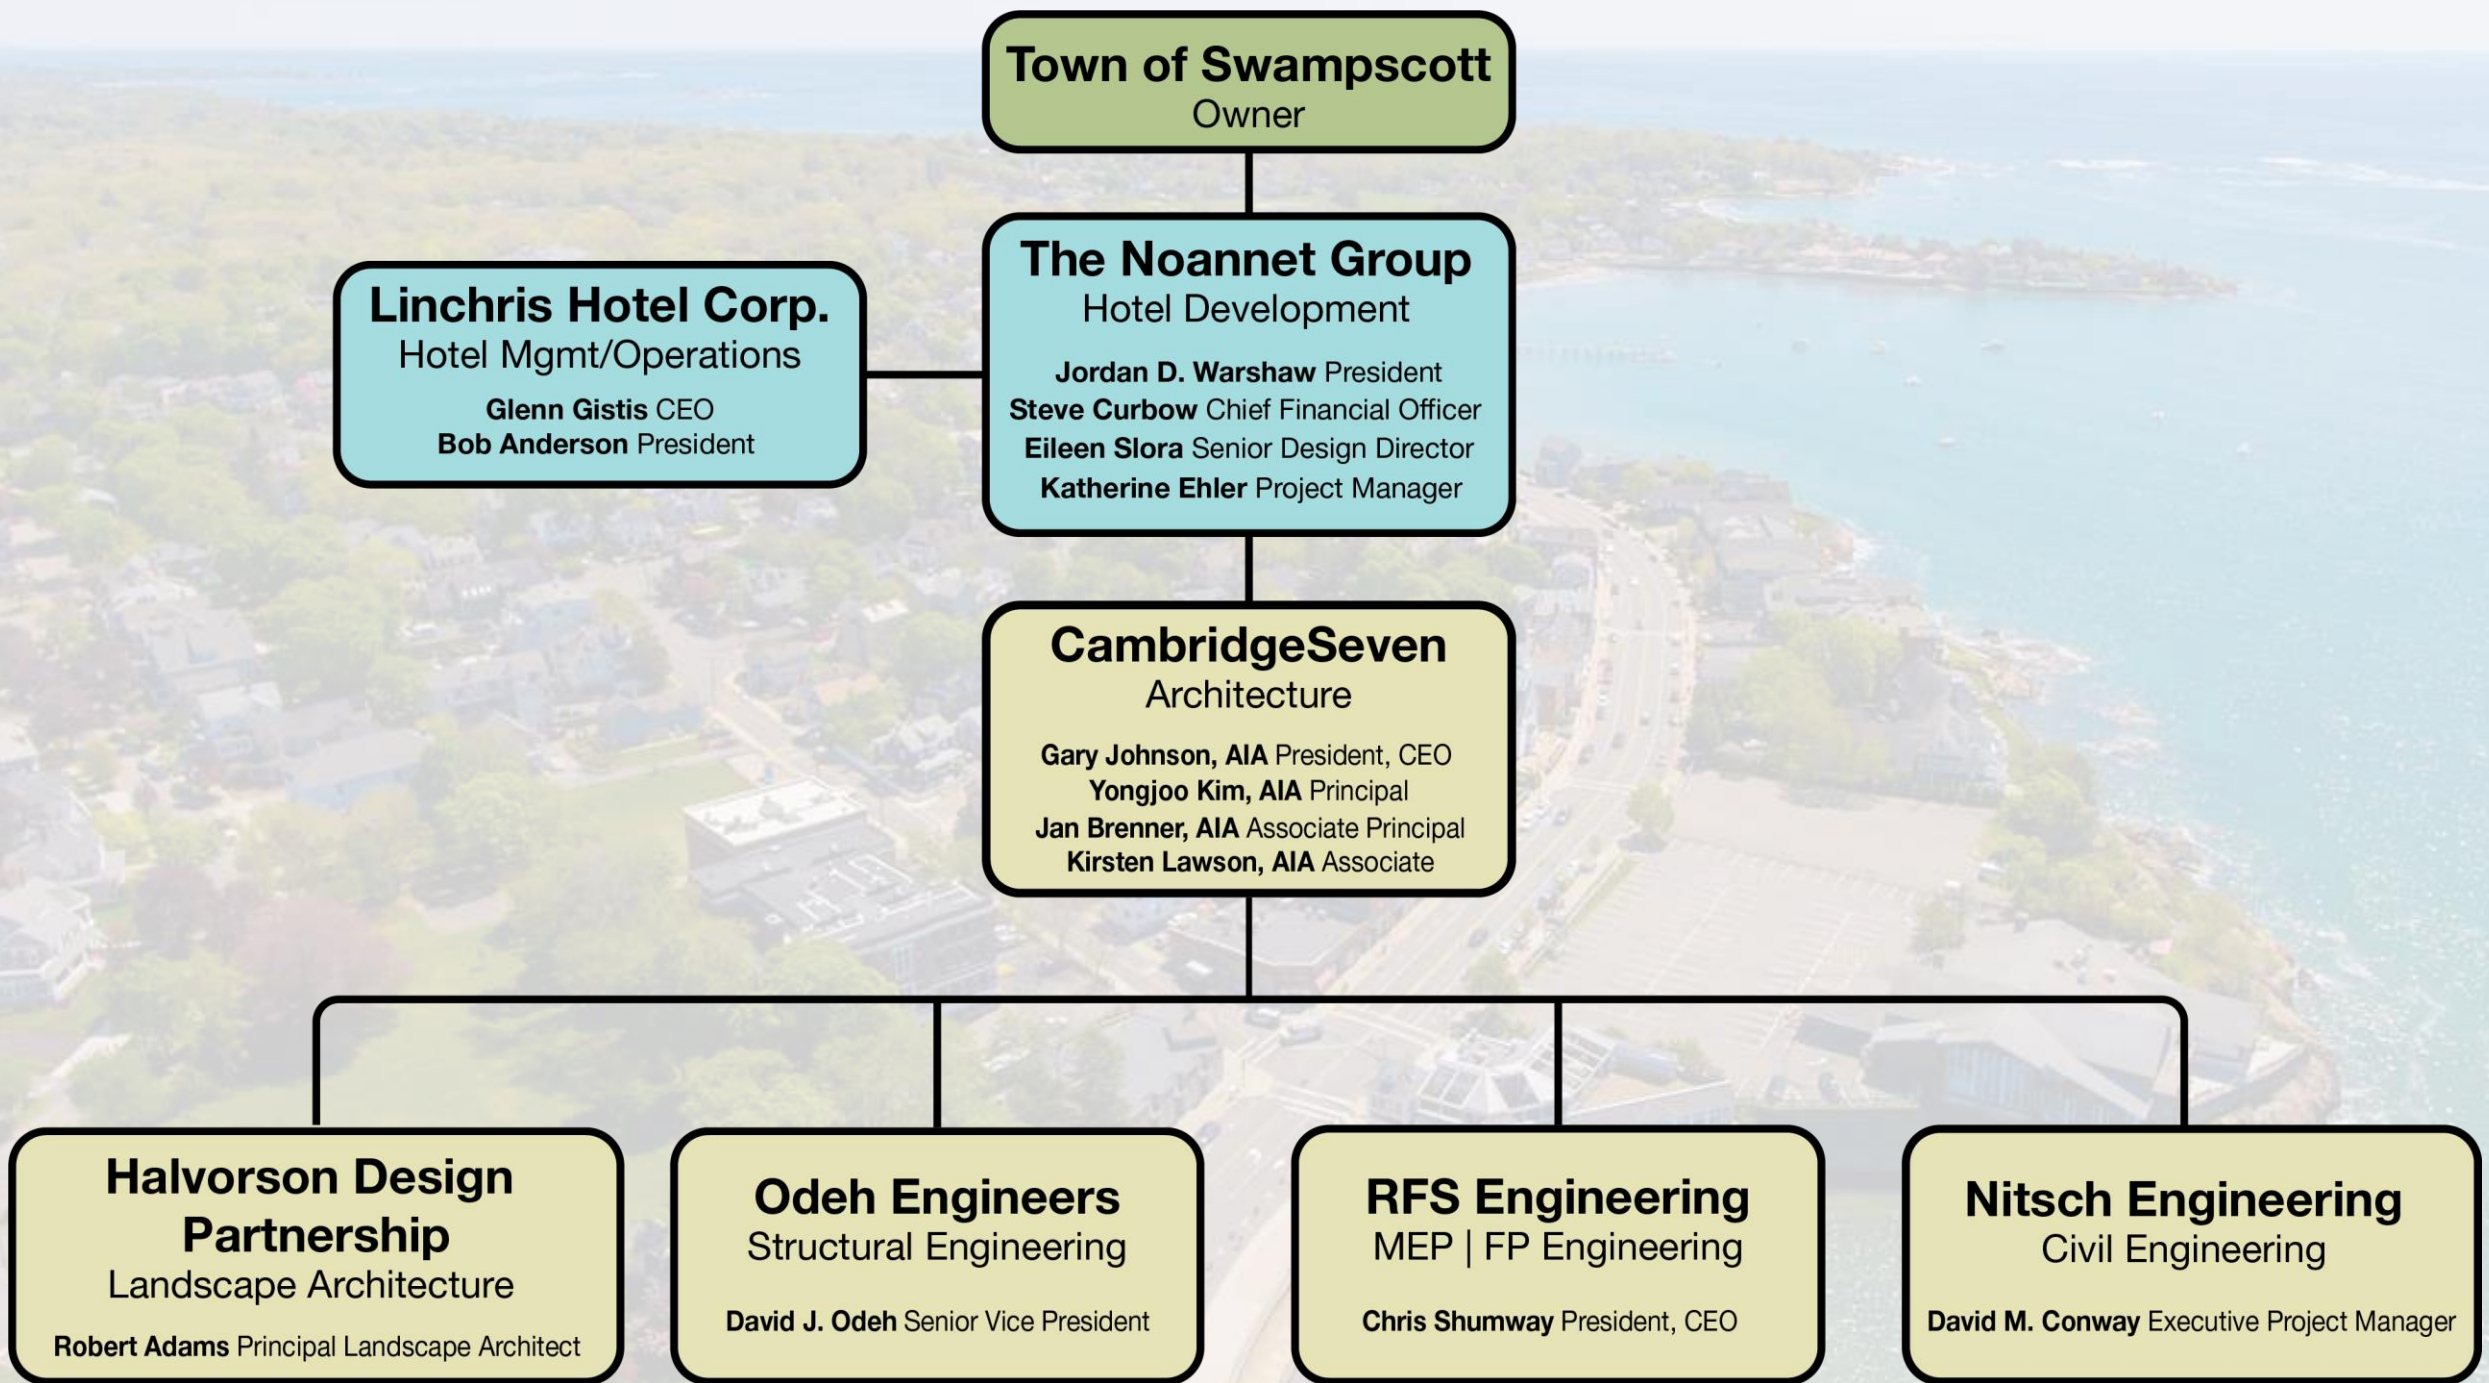 Town of Swampscott
Owner
The Noannet Group
Hotel Development
Jordan D. Warshaw President
Steve Curbow Chief Financial Officer
Eileen Slora Senior Design Director
Katherine Ehler Project Manager
Linchris Hotel Corp.
Hotel Mgmt/Operations
Glenn Gistis CEO
Bob Anderson President
CambridgeSeven
Architecture
Gary Johnson, AIA President, CEO
Yongjoo Kim, AIA Principal
Jan Brenner, AIA Associate Principal
Kirsten Lawson, AIA Associate
Halvorson Design
Partnership
Landscape Architecture
Robert Adams Principal Landscape Architect
Odeh Engineers
Structural Engineering
David J. Odeh Senior Vice President
RFS Engineering
MEP | FP Engineering
Chris Shumway President, CEO
Nitsch Engineering
Civil Engineering
David M. Conway Executive Project Manager